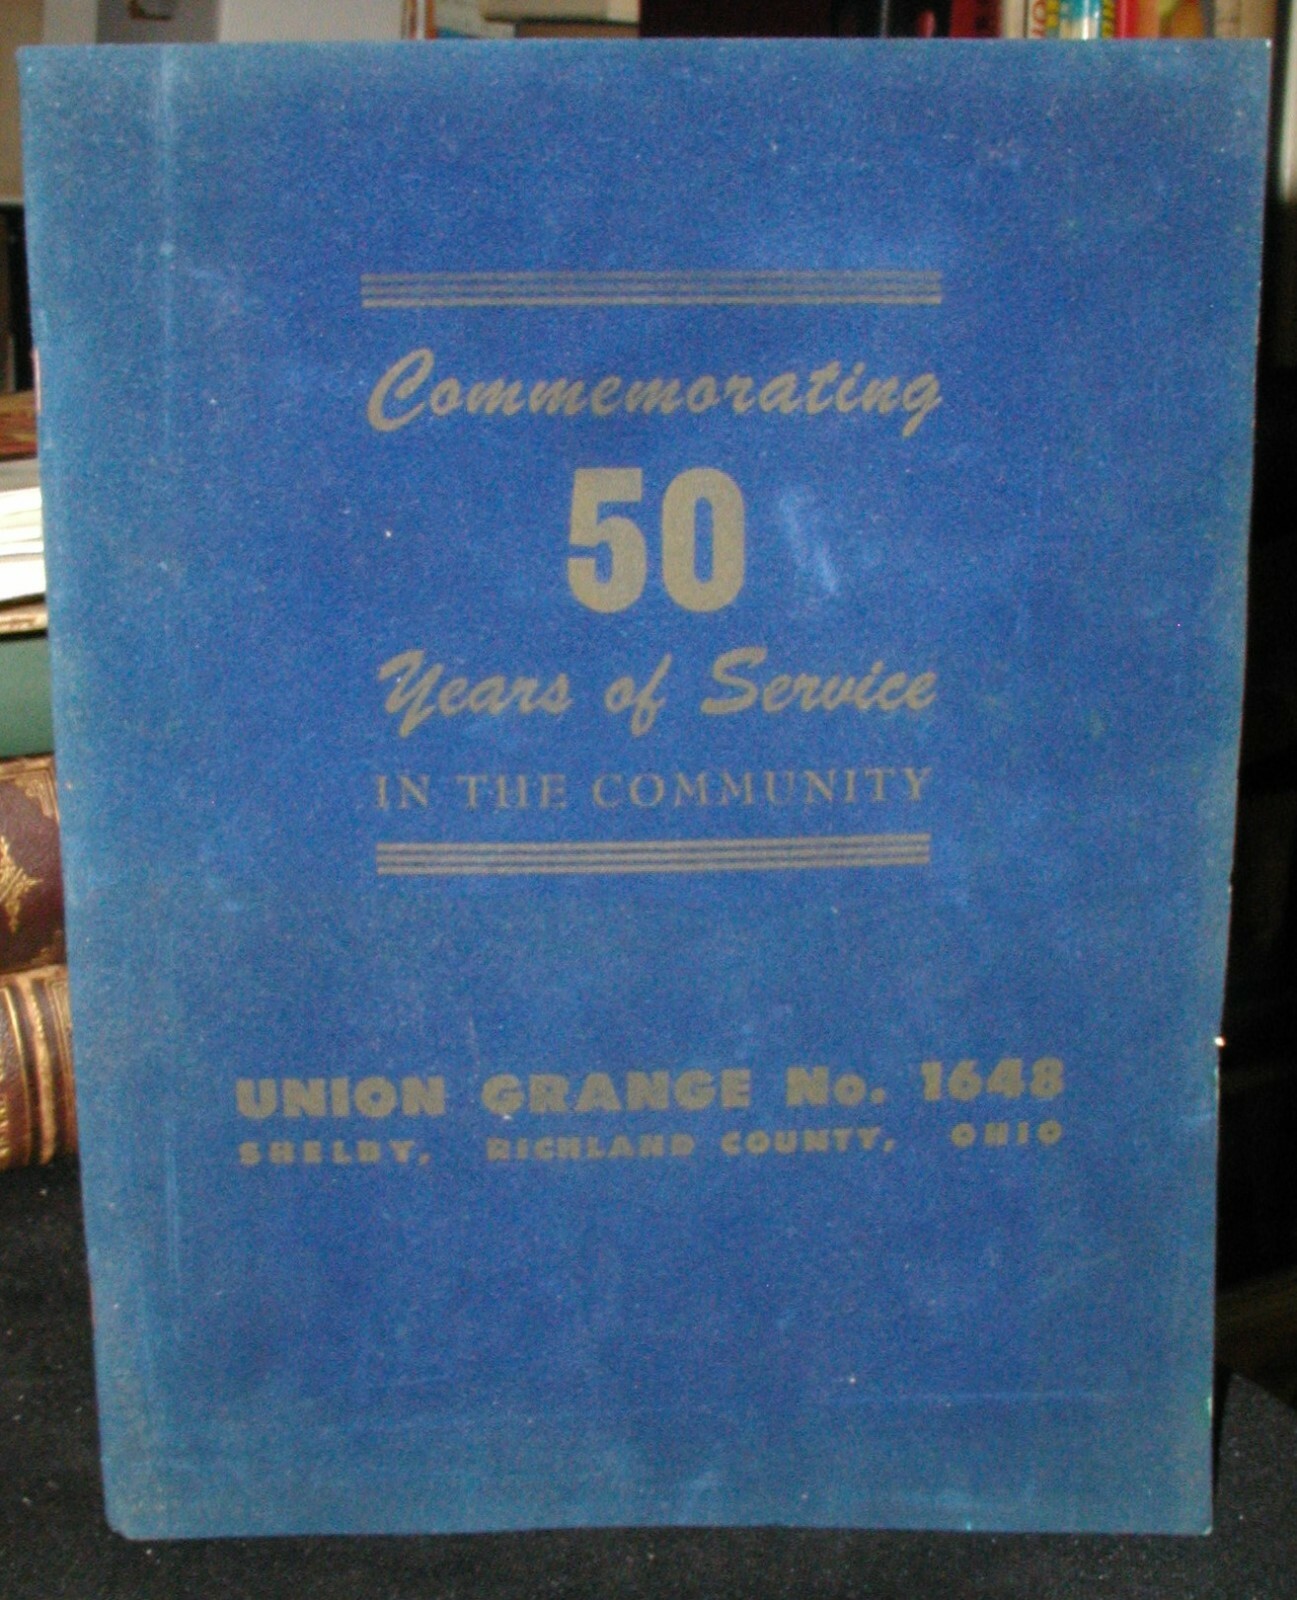 Commemorating
50
Years of Service
IN THE COMMUNITY
UNION GRANGE No. 1648
SHELBY, RICHLAND COUNTY, OHIO